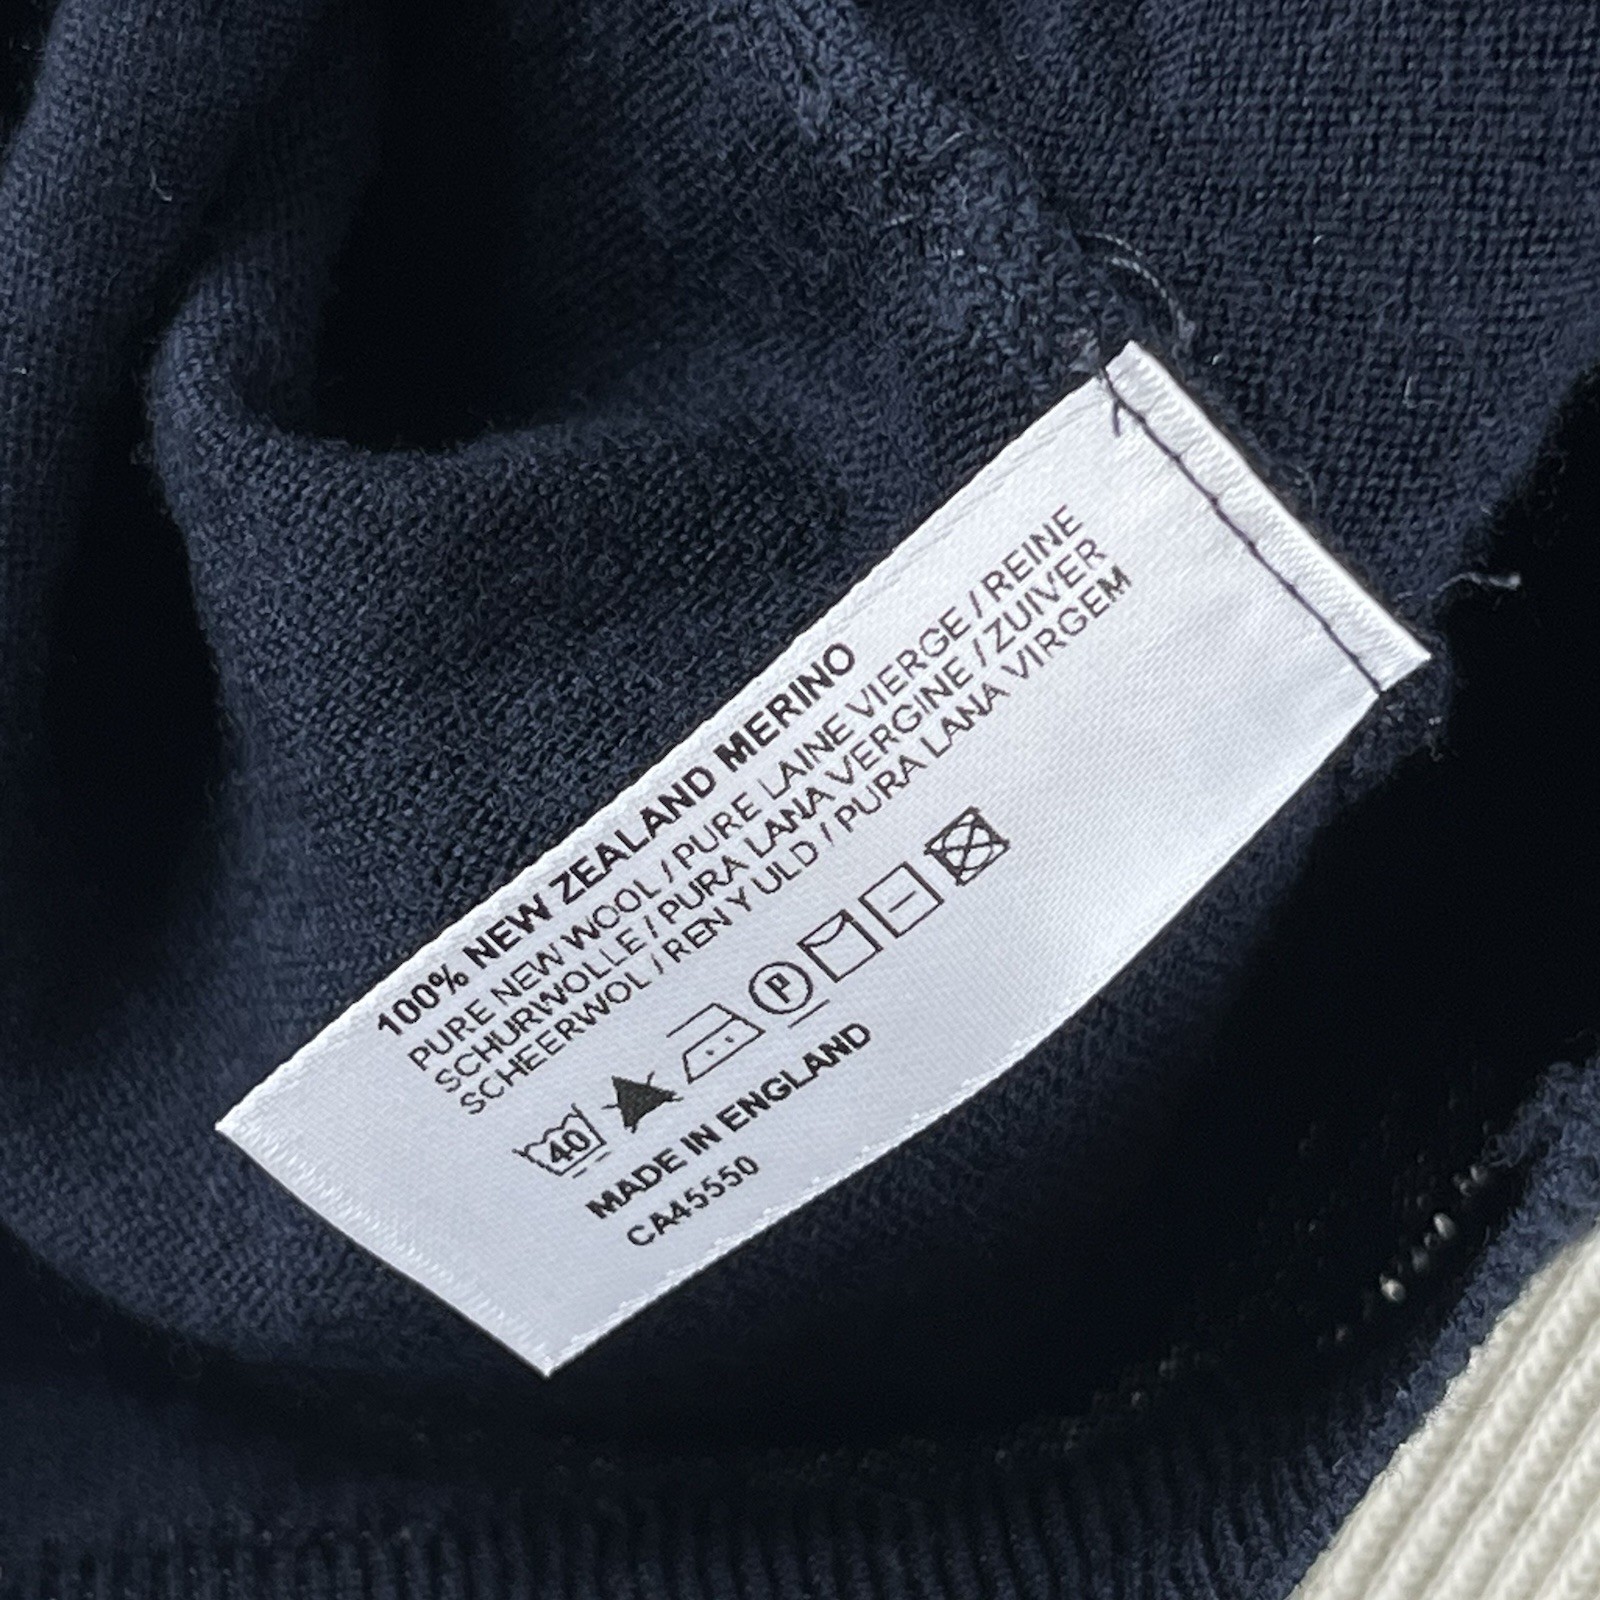 100% NEW ZEALAND MERINO
PURE NEW WOOL / PURE LAINE VIERGE / REINE
SCHURWOLLE / PURA LANA VERGINE / ZUIVER
SCHEERWOL / REN Y ULD / PURA LANA VIRGEM
40 P
MADE IN ENGLAND
CA45550